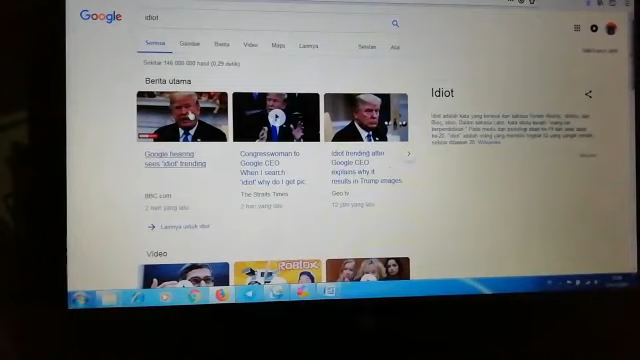 Google
idiot
Semua Gambar Berita Video Maps Lainnya Setelan Alat
Sekitar 146.000.000 hasil (0,29 detik)
Berita utama
Google hearing
sees 'idiot' trending
BBC.com
2 hari yang lalu
Congresswoman to
Google CEO
When I search
'idiot' why do I get pic
The Straits Times
2 hari yang lalu
Idiot trending after
Google CEO
explains why it
results in Trump images
Geo.tv
12 jam yang lalu
Lainnya untuk idiot
Video
ROBLOX
Idiot
Wikipedia